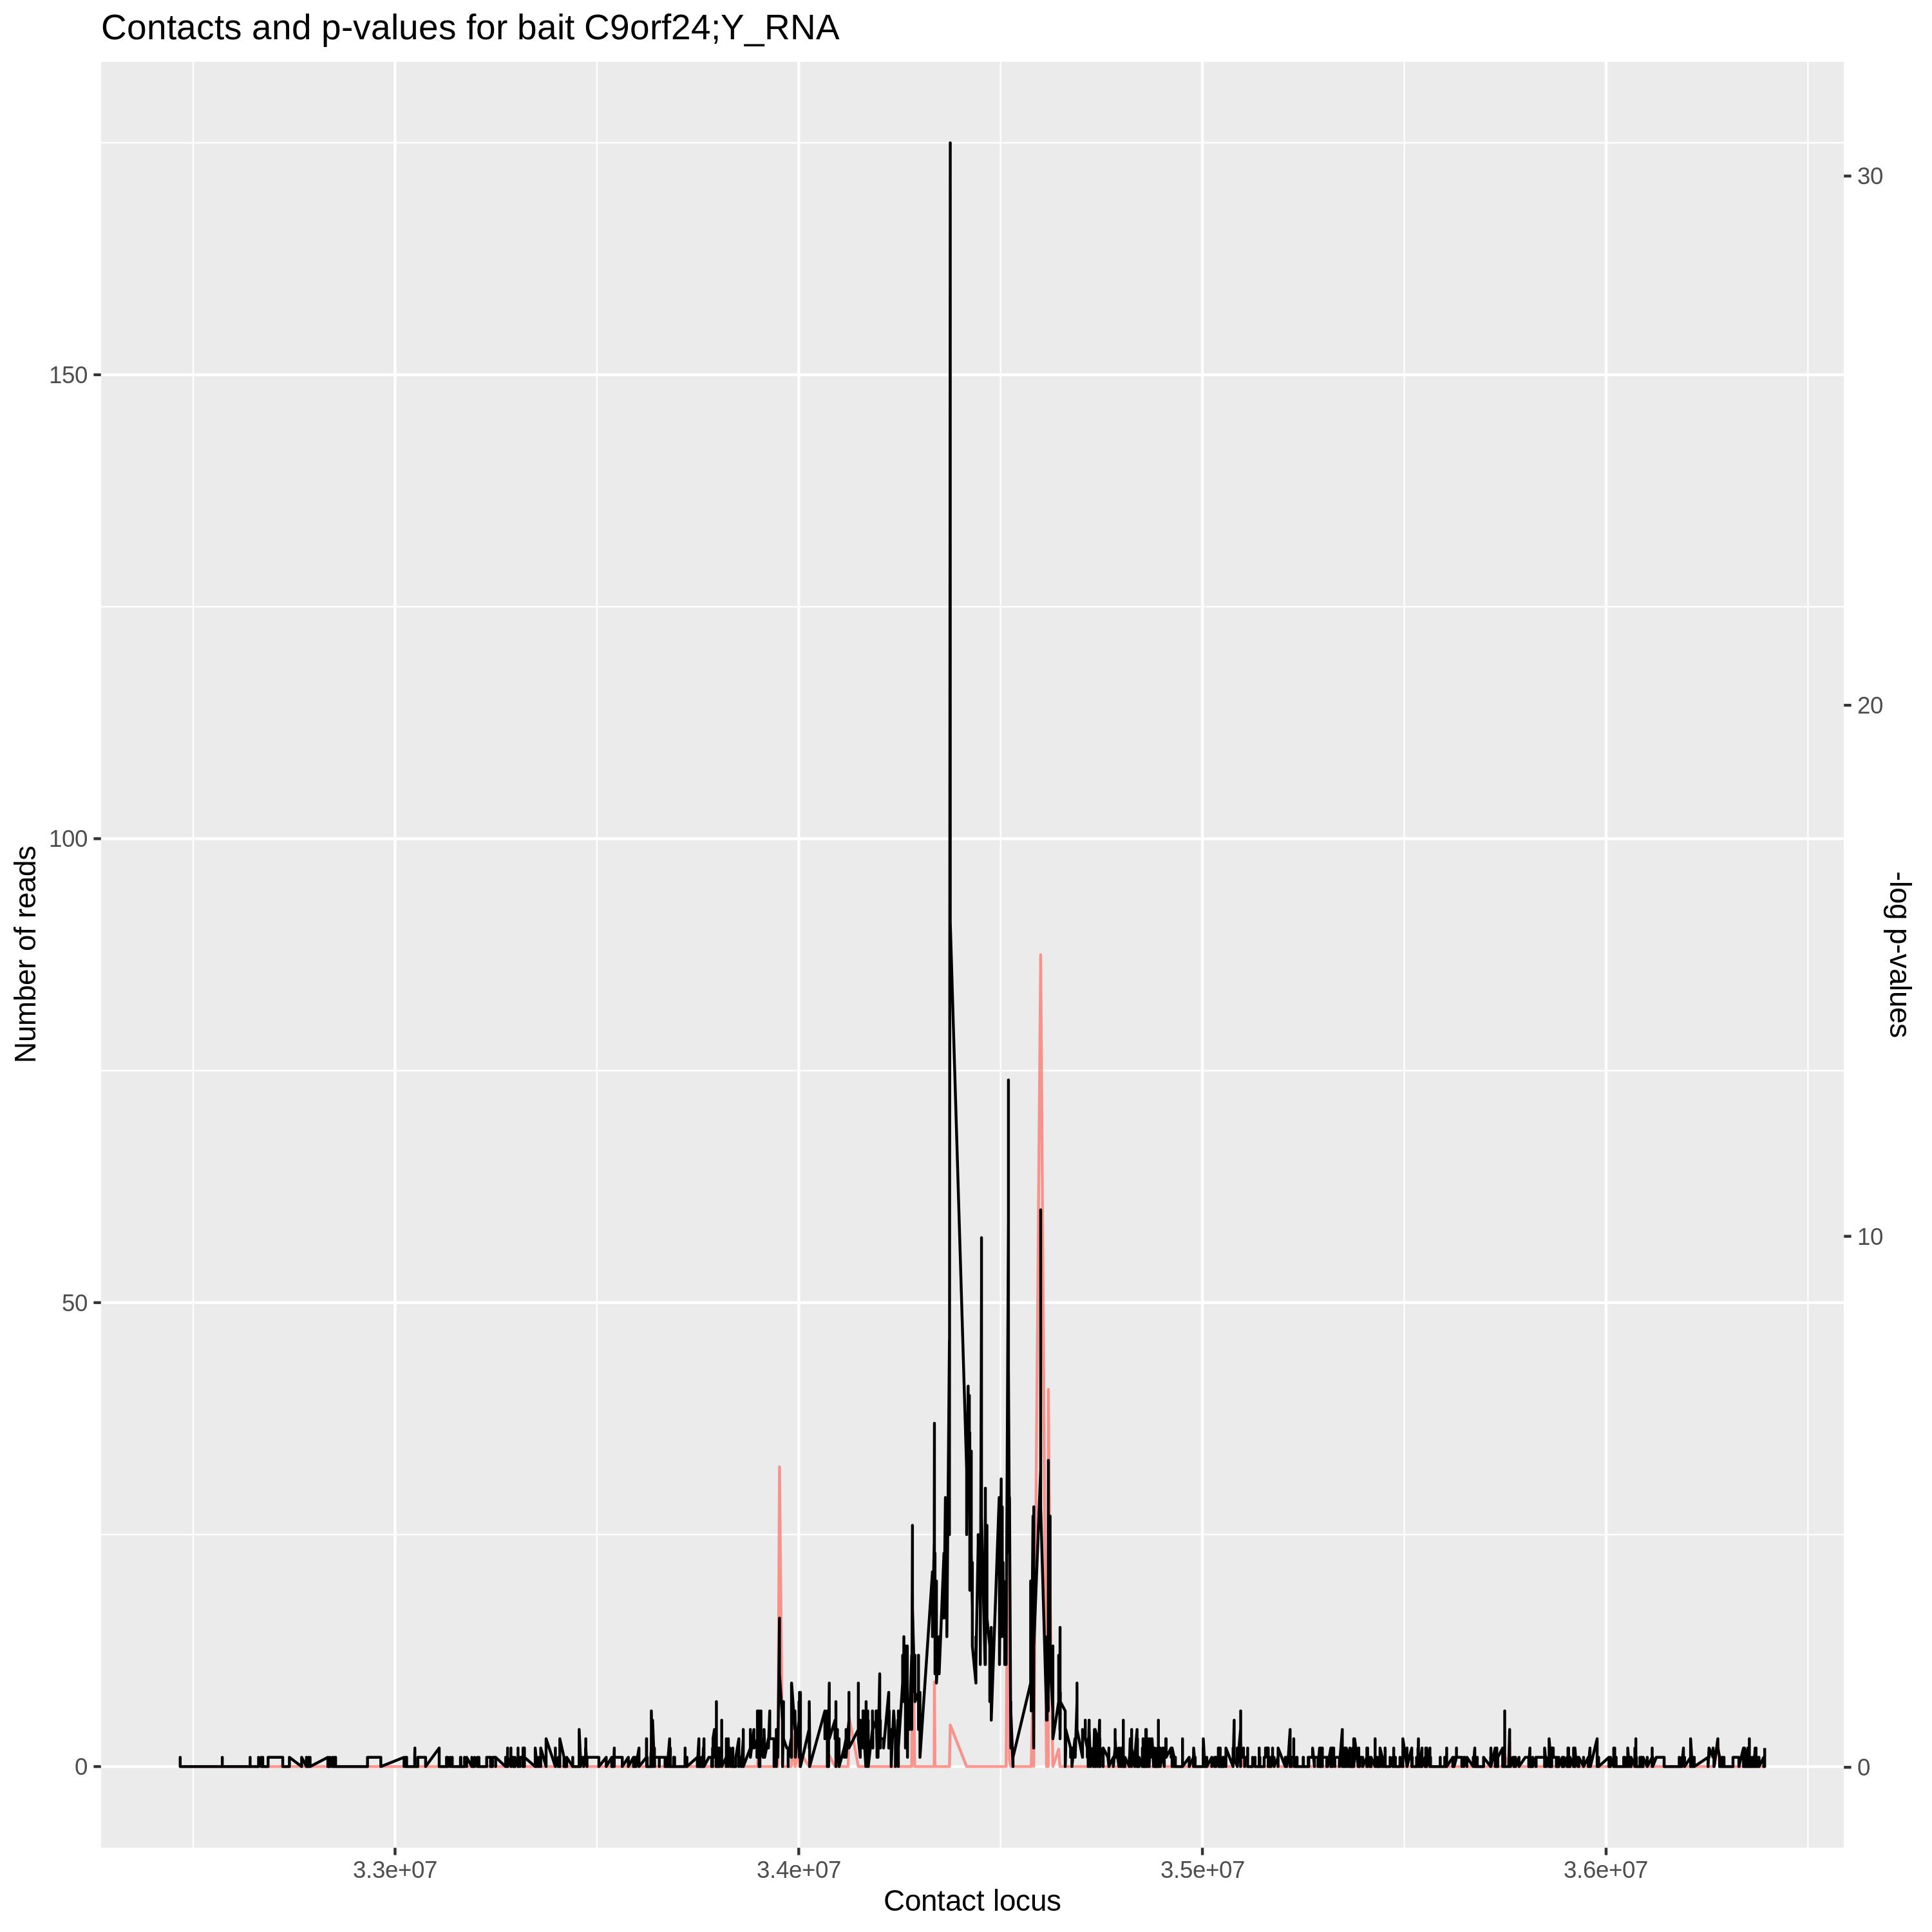 Contacts and p-values for bait C9orf24;Y_RNA
150
100
50
0
30
20
10
0
Number of reads
-log p-values
3.3e+07
3.4e+07
3.5e+07
3.6e+07
Contact locus